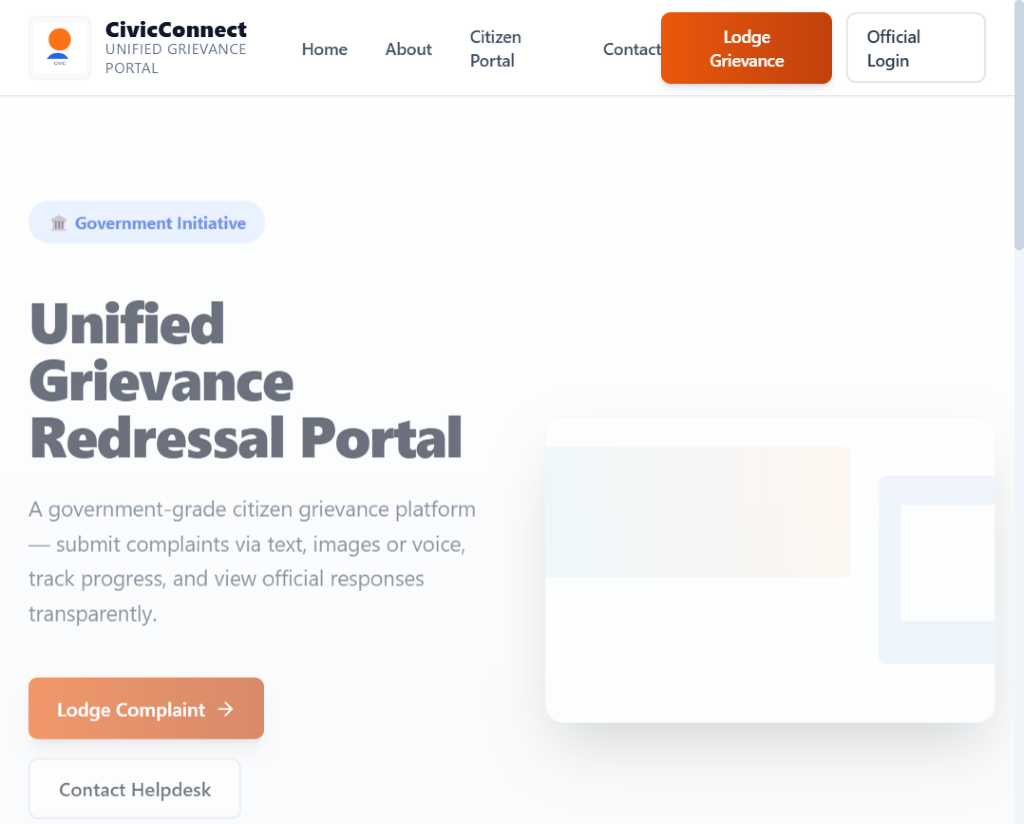 CivicConnect
UNIFIED GRIEVANCE
PORTAL
Home
About
Citizen
Portal
Contact
Lodge
Grievance
Official
Login
Government Initiative
Unified
Grievance
Redressal Portal
A government-grade citizen grievance platform
— submit complaints via text, images or voice,
track progress, and view official responses
transparently.
Lodge Complaint →
Contact Helpdesk